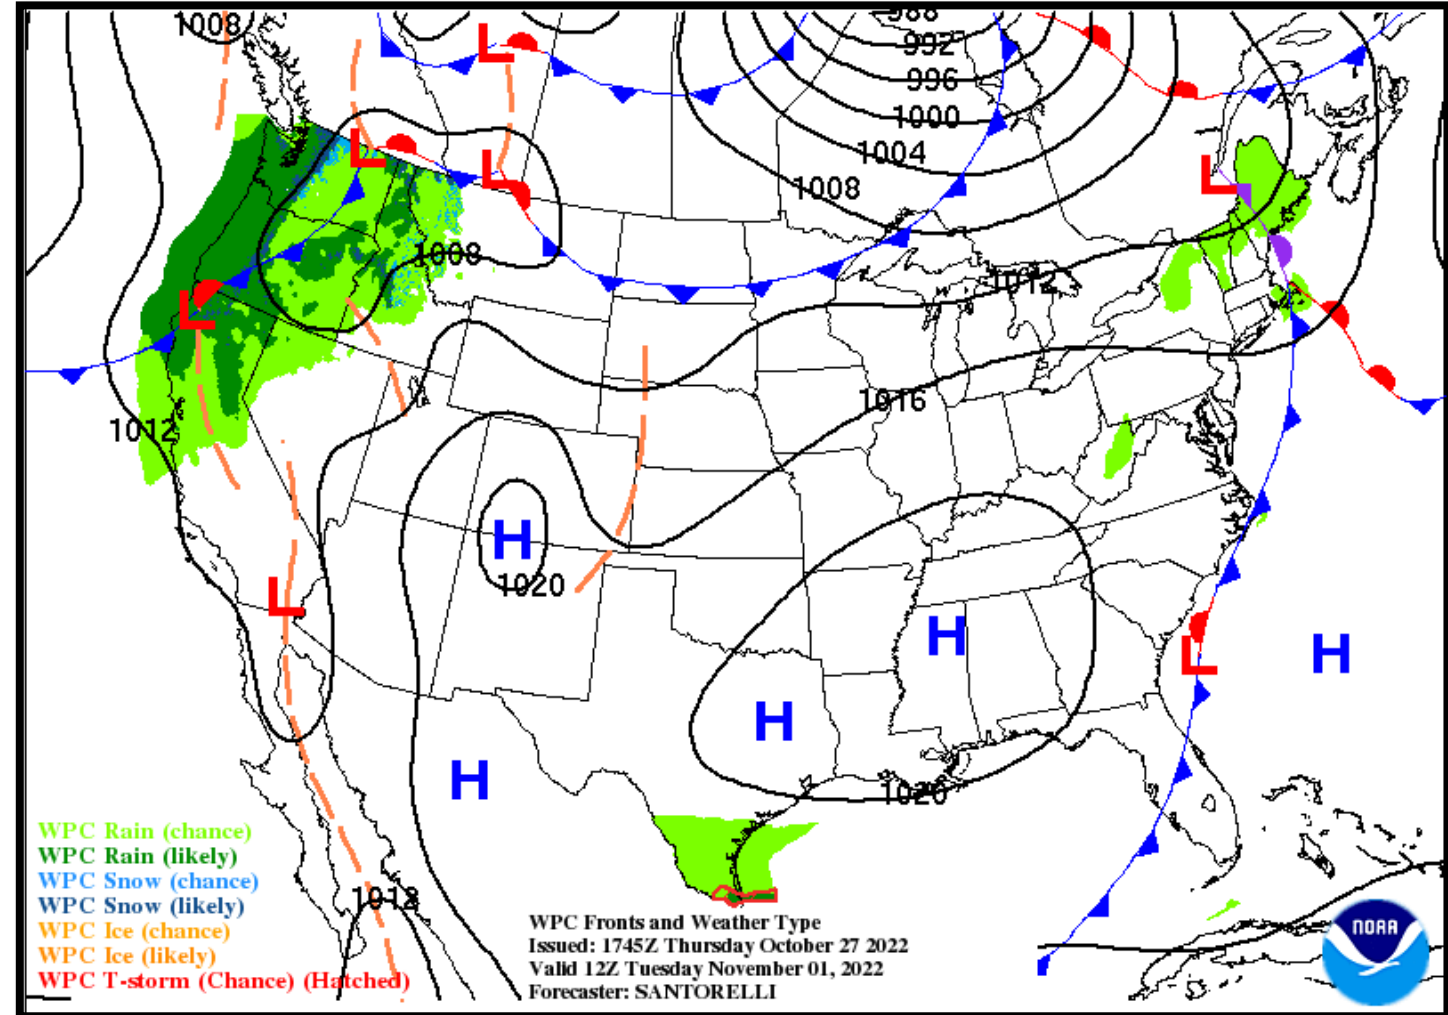 1008
988
992
996
1000
1004
1008
L
L
L
L
1008
1012
L
1016
1012
H
1020
L
H
L
H
H
H
1020
WPC Rain (chance)
WPC Rain (likely)
WPC Snow (chance)
WPC Snow (likely)
WPC Ice (chance)
WPC Ice (likely)
WPC T-storm (Chance) (Hatched)
1012
WPC Fronts and Weather Type
Issued: 1745Z Thursday October 27 2022
Valid 12Z Tuesday November 01, 2022
Forecaster: SANTORELLI
NOAA